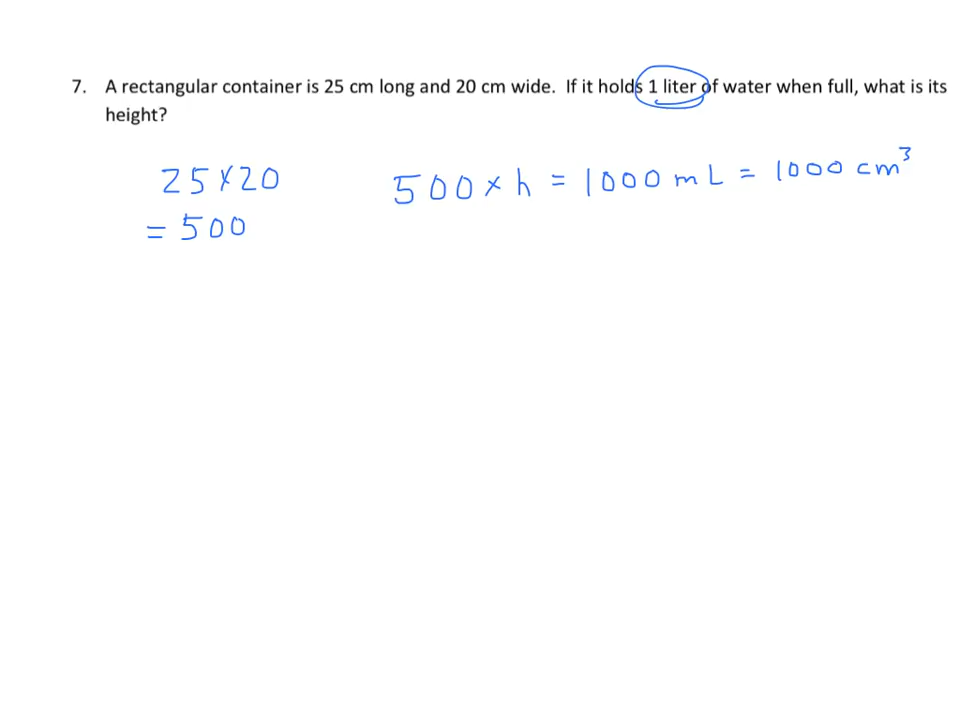 7. A rectangular container is 25 cm long and 20 cm wide. If it holds 1 liter of water when full, what is its
height?
25 × 20
= 500
500 × h = 1000 mL = 1000 cm³